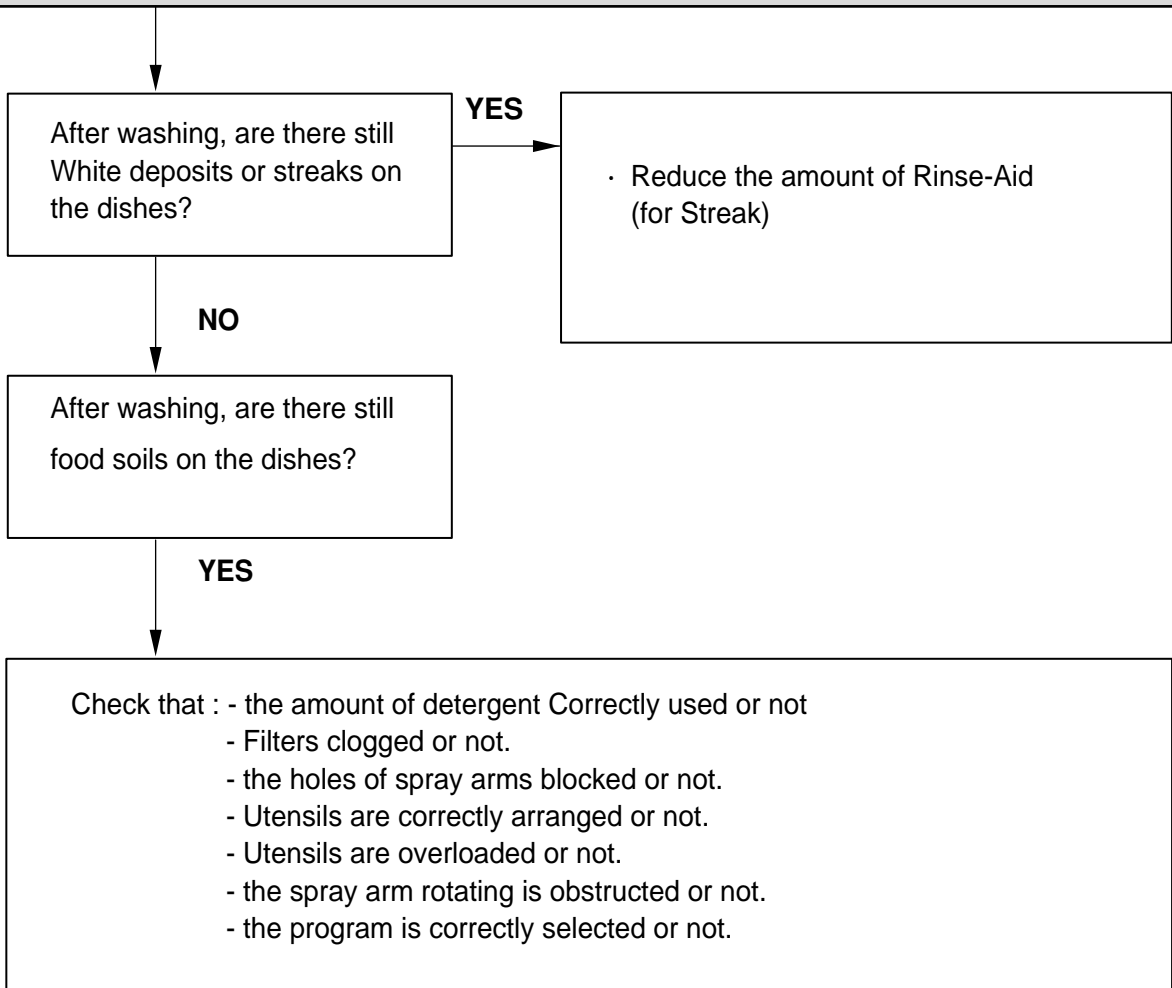 After washing, are there still
White deposits or streaks on
the dishes?
YES
· Reduce the amount of Rinse-Aid
(for Streak)
NO
After washing, are there still
food soils on the dishes?
YES
Check that : - the amount of detergent Correctly used or not
- Filters clogged or not.
- the holes of spray arms blocked or not.
- Utensils are correctly arranged or not.
- Utensils are overloaded or not.
- the spray arm rotating is obstructed or not.
- the program is correctly selected or not.